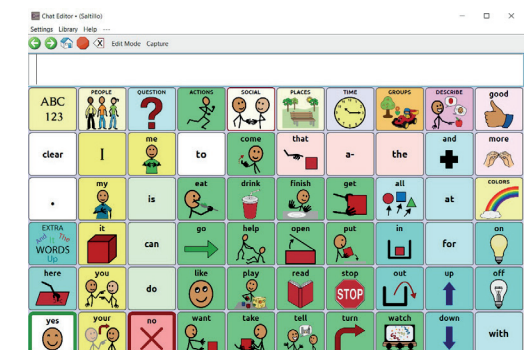 Chat Editor - (Saltillo)
Settings Library Help ...
Edit Mode Capture
ABC 123 PEOPLE QUESTION ACTIONS SOCIAL PLACES TIME GROUPS DESCRIBE good
clear I me to come that a- the and more
. my is eat drink finish get all at COLORS
EXTRA WORDS it can go help open put in for on
here you do like play read stop STOP out up off
yes your no want take tell turn watch down with